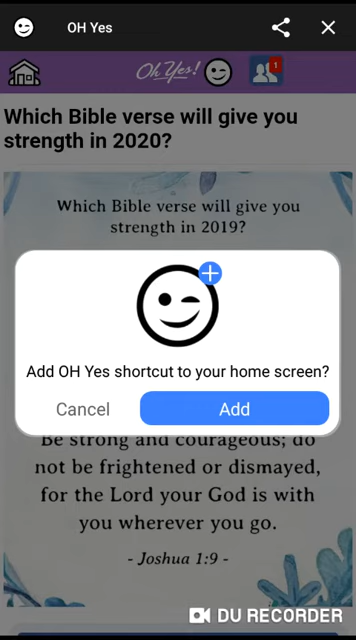 OH Yes
Oh Yes!
1
Which Bible verse will give you
strength in 2020?
Which Bible verse will give you
strength in 2019?
Add OH Yes shortcut to your home screen?
Cancel
Add
Be strong and courageous; do
not be frightened or dismayed,
for the Lord your God is with
you wherever you go.
- Joshua 1:9 -
DU RECORDER